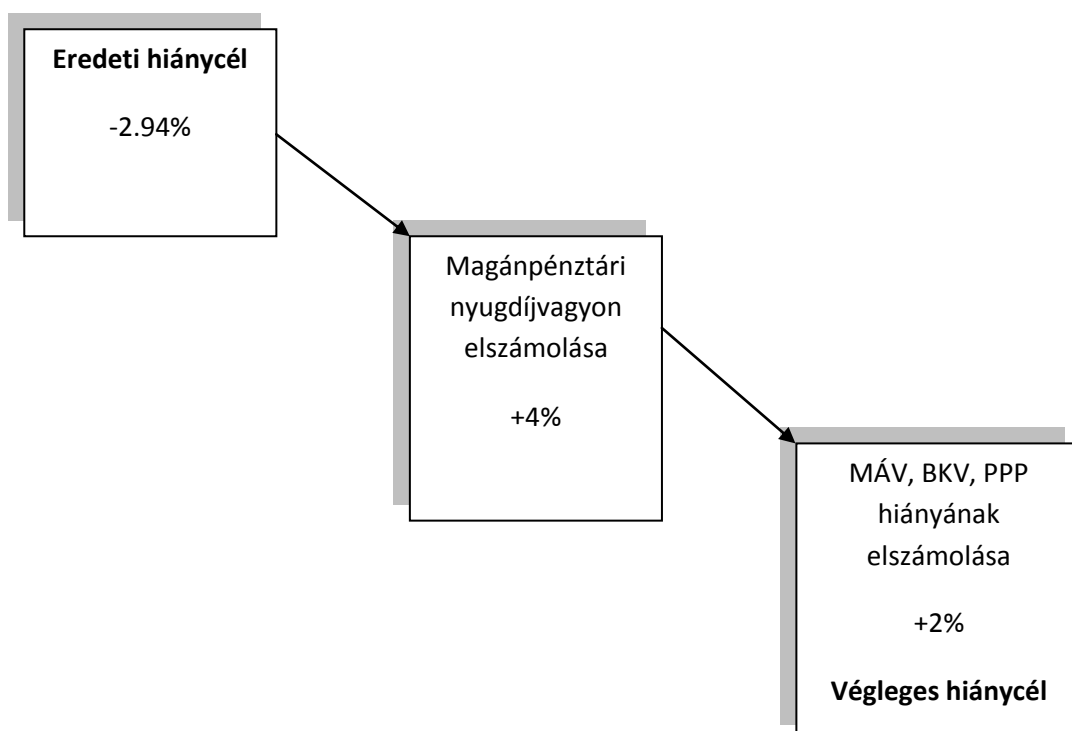 Eredeti hiánycél
-2.94%
Magánpénztári
nyugdíjvagyon
elszámolása
+4%
MÁV, BKV, PPP
hiányának
elszámolása
+2%
Végleges hiánycél